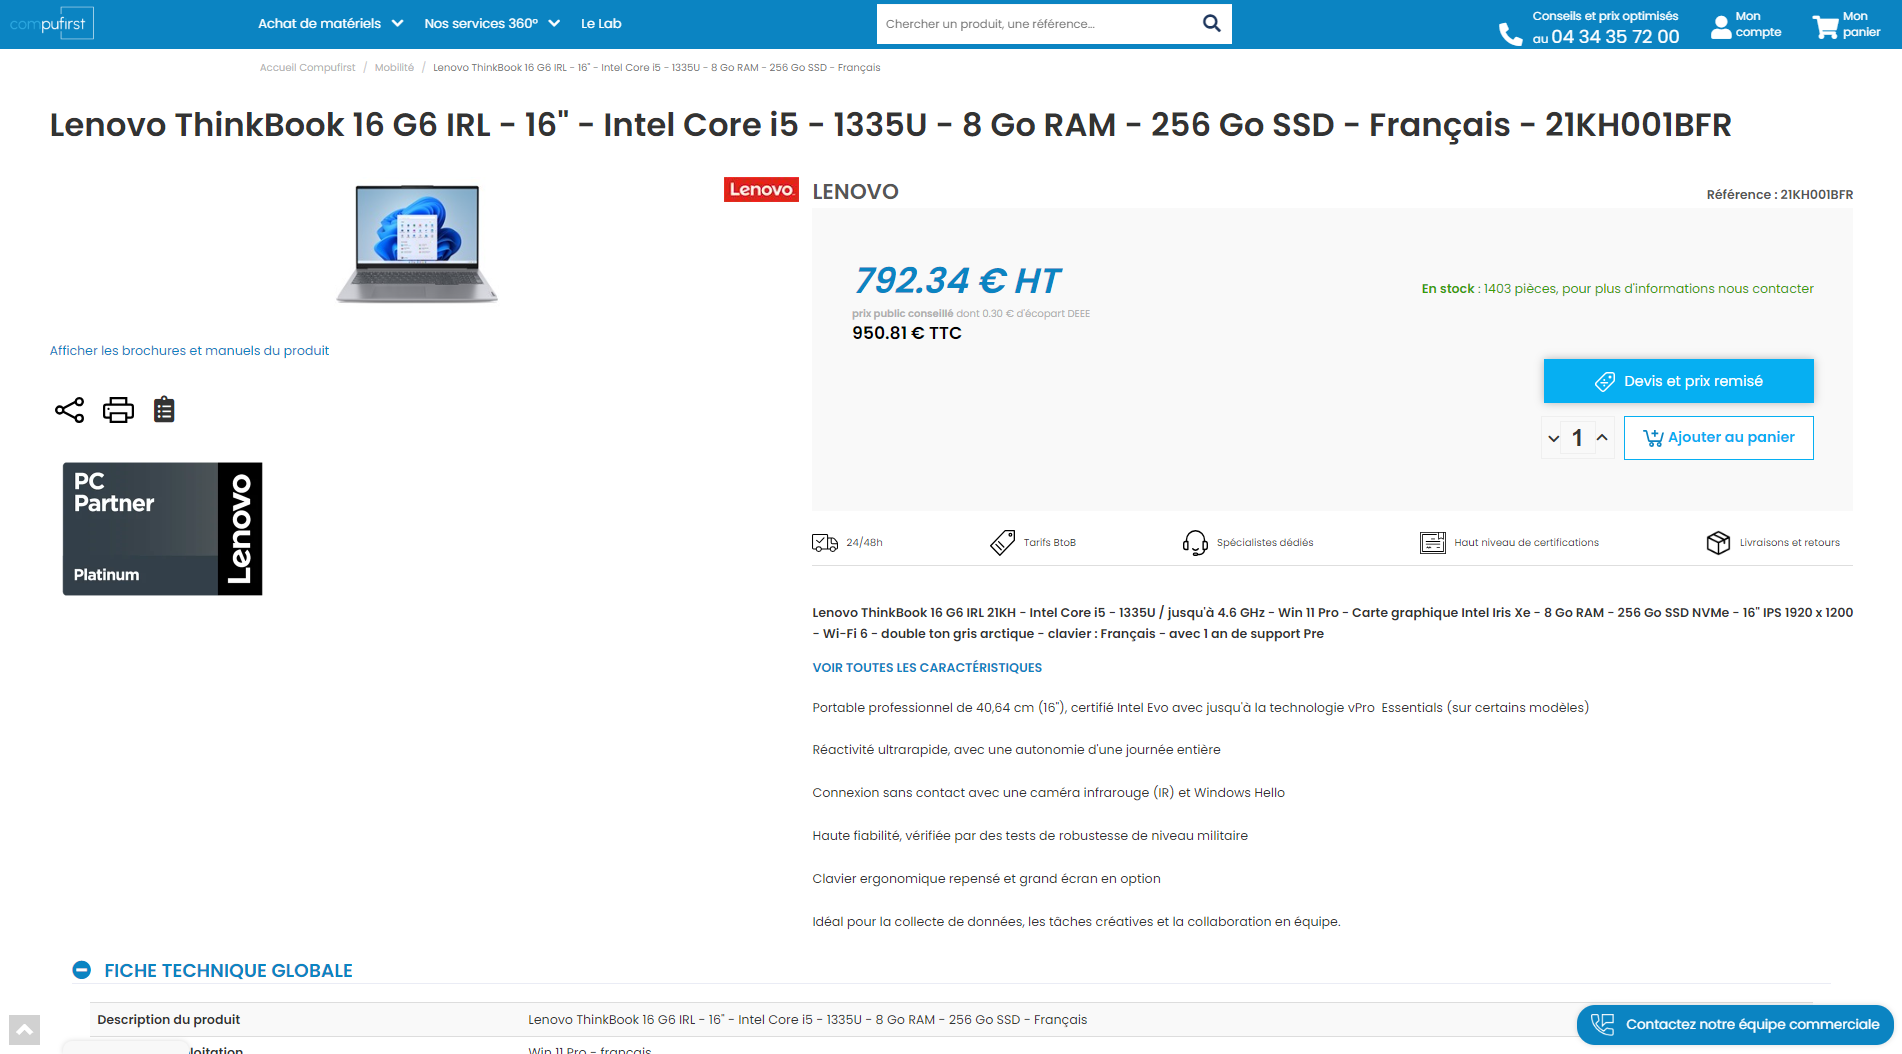 compufirst
Achat de matériels
Nos services 360°
Le Lab
Chercher un produit, une référence...
Conseils et prix optimisés
au 04 34 35 72 00
Mon
compte
Mon
panier
Accueil Compufirst / Mobilité / Lenovo ThinkBook 16 G6 IRL - 16" - Intel Core i5 - 1335U - 8 Go RAM - 256 Go SSD - Français
Lenovo ThinkBook 16 G6 IRL - 16" - Intel Core i5 - 1335U - 8 Go RAM - 256 Go SSD - Français - 21KH001BFR
Lenovo
LENOVO
Référence : 21KH001BFR
792.34 € HT
prix public conseillé dont 0.30 € d'écopart DEEE
950.81 € TTC
En stock : 1403 pièces, pour plus d'informations nous contacter
Afficher les brochures et manuels du produit
Devis et prix remisé
1
Ajouter au panier
PC
Partner
Platinum
Lenovo
24/48h
Tarifs BtoB
Spécialistes dédiés
Haut niveau de certifications
Livraisons et retours
Lenovo ThinkBook 16 G6 IRL 21KH - Intel Core i5 - 1335U / jusqu'à 4.6 GHz - Win 11 Pro - Carte graphique Intel Iris Xe - 8 Go RAM - 256 Go SSD NVMe - 16" IPS 1920 x 1200
- Wi-Fi 6 - double ton gris arctique - clavier : Français - avec 1 an de support Pre
VOIR TOUTES LES CARACTÉRISTIQUES
Portable professionnel de 40,64 cm (16"), certifié Intel Evo avec jusqu'à la technologie vPro Essentials (sur certains modèles)
Réactivité ultrarapide, avec une autonomie d'une journée entière
Connexion sans contact avec une caméra infrarouge (IR) et Windows Hello
Haute fiabilité, vérifiée par des tests de robustesse de niveau militaire
Clavier ergonomique repensé et grand écran en option
Idéal pour la collecte de données, les tâches créatives et la collaboration en équipe.
FICHE TECHNIQUE GLOBALE
Description du produit
Lenovo ThinkBook 16 G6 IRL - 16" - Intel Core i5 - 1335U - 8 Go RAM - 256 Go SSD - Français
Contactez notre équipe commerciale
loitation
Win 11 Pro - français